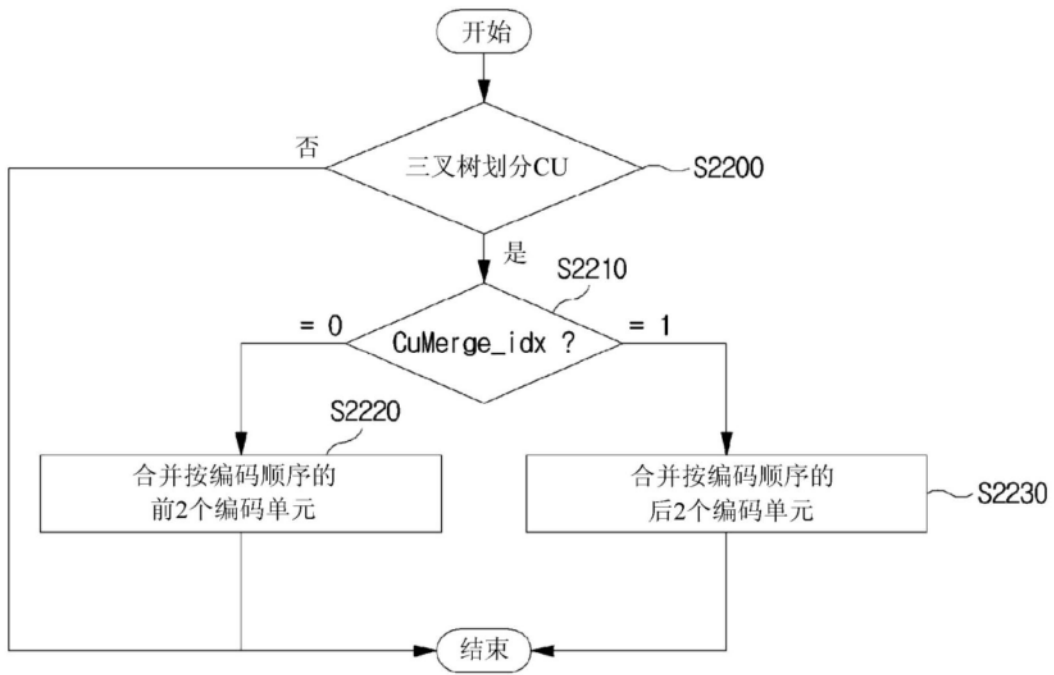 开始
否
三叉树划分CU
S2200
是
S2210
= 0
CuMerge_idx ?
= 1
S2220
合并按编码顺序的
前2个编码单元
合并按编码顺序的
后2个编码单元
S2230
结束